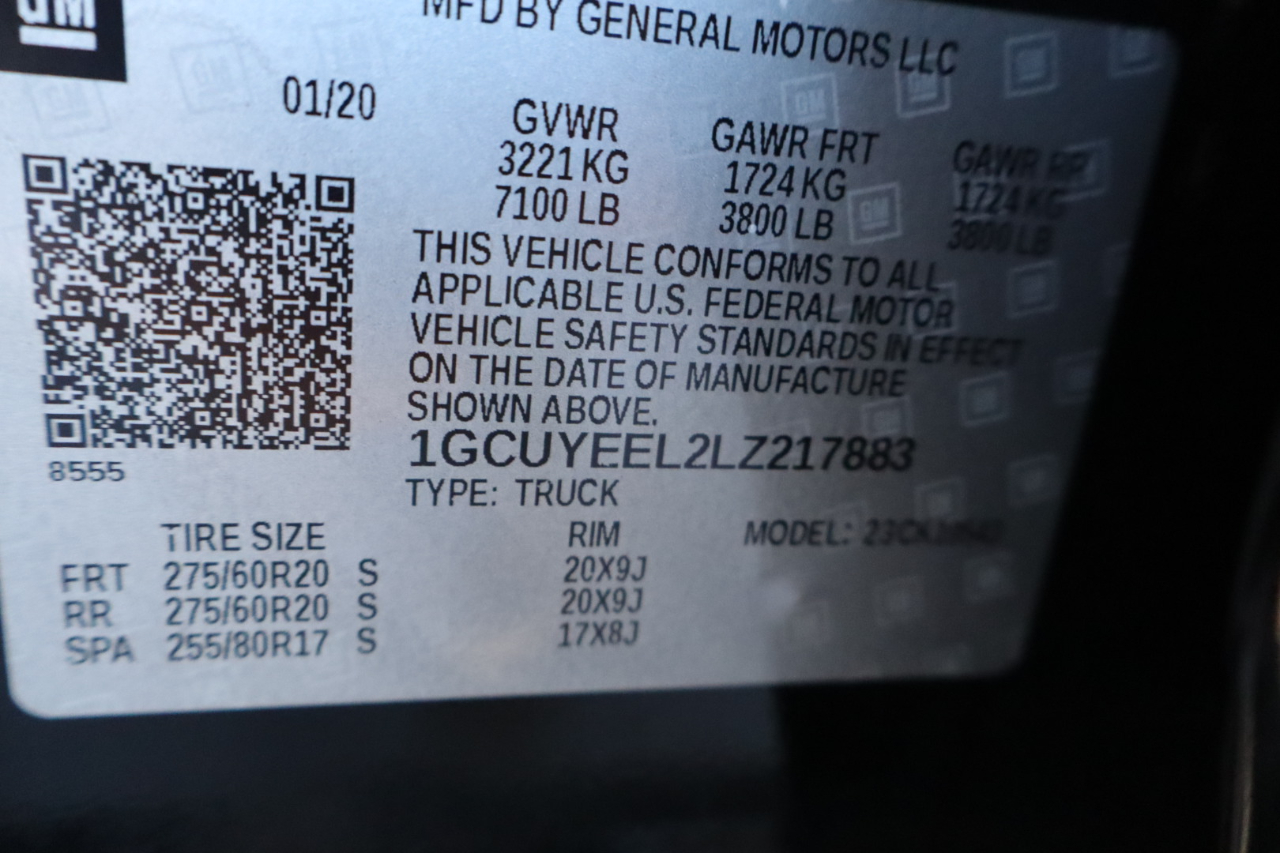 GM
MFD BY GENERAL MOTORS LLC
01/20
GVWR GAWR FRT GAWR RR
3221 KG 1724 KG 1724 KG
7100 LB 3800 LB 3800 LB
THIS VEHICLE CONFORMS TO ALL
APPLICABLE U.S. FEDERAL MOTOR
VEHICLE SAFETY STANDARDS IN EFFECT
ON THE DATE OF MANUFACTURE
SHOWN ABOVE.
1GCUYEEL2LZ217883
8555
TYPE: TRUCK
TIRE SIZE RIM MODEL:
FRT 275/60R20 S 20X9J
RR 275/60R20 S 20X9J
SPA 255/80R17 S 17X8J